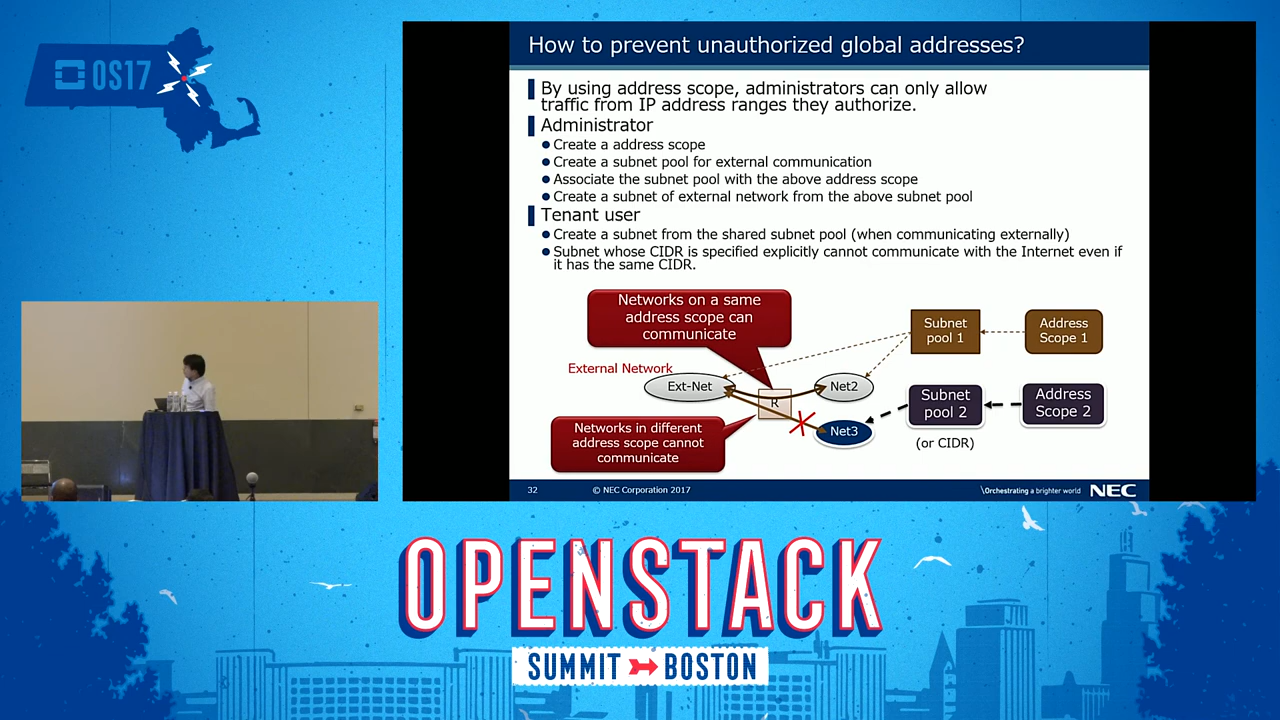 OS17
How to prevent unauthorized global addresses?
By using address scope, administrators can only allow
traffic from IP address ranges they authorize.
Administrator
Create a address scope
Create a subnet pool for external communication
Associate the subnet pool with the above address scope
Create a subnet of external network from the above subnet pool
Tenant user
Create a subnet from the shared subnet pool (when communicating externally)
Subnet whose CIDR is specified explicitly cannot communicate with the Internet even if
it has the same CIDR.
Networks on a same
address scope can
communicate
Subnet
pool 1
Address
Scope 1
External Network
Ext-Net
R
Net2
Subnet
pool 2
Address
Scope 2
Networks in different
address scope cannot
communicate
Net3
(or CIDR)
32
© NEC Corporation 2017
\Orchestrating a brighter world
NEC
OPENSTACK
SUMMIT BOSTON